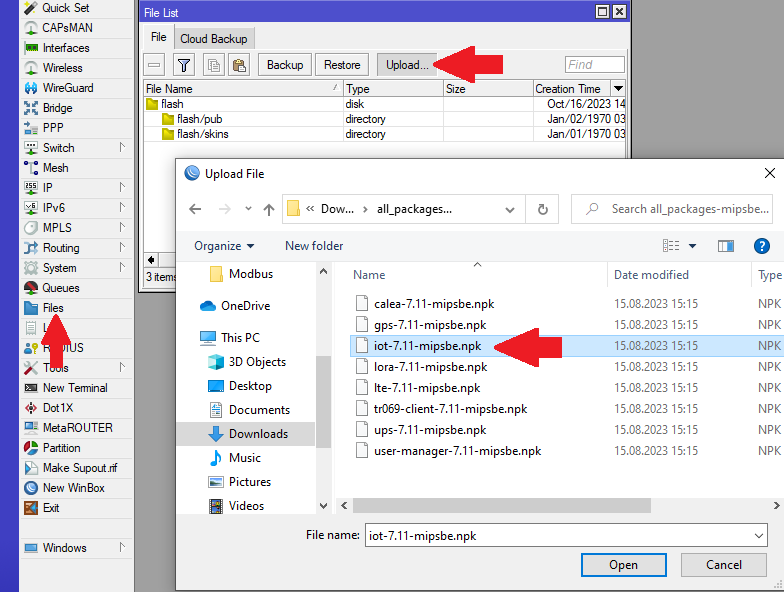 Quick Set
CAPsMAN
Interfaces
Wireless
WireGuard
Bridge
PPP
Switch
Mesh
IP
IPv6
MPLS
Routing
System
Queues
Files
L
RADIUS
Tools
New Terminal
Dot1X
MetaROUTER
Partition
Make Supout.rif
New WinBox
Exit
Windows
File List
File
Cloud Backup
Backup
Restore
Upload...
Find
File Name
Type
Size
Creation Time
flash
disk
Oct/16/2023 14
flash/pub
directory
Jan/02/1970 03
flash/skins
directory
Jan/01/1970 03
3 items
Upload File
« Dow... › all_packages...
Search all_packages-mipsbe...
Organize
New folder
Modbus
OneDrive
This PC
3D Objects
Desktop
Documents
Downloads
Music
Pictures
Videos
Name
Date modified
Type
calea-7.11-mipsbe.npk
15.08.2023 15:15
NPK
gps-7.11-mipsbe.npk
15.08.2023 15:15
NPK
iot-7.11-mipsbe.npk
15.08.2023 15:15
NPK
lora-7.11-mipsbe.npk
15.08.2023 15:15
NPK
lte-7.11-mipsbe.npk
15.08.2023 15:15
NPK
tr069-client-7.11-mipsbe.npk
15.08.2023 15:15
NPK
ups-7.11-mipsbe.npk
15.08.2023 15:15
NPK
user-manager-7.11-mipsbe.npk
15.08.2023 15:15
NPK
File name:
iot-7.11-mipsbe.npk
Open
Cancel